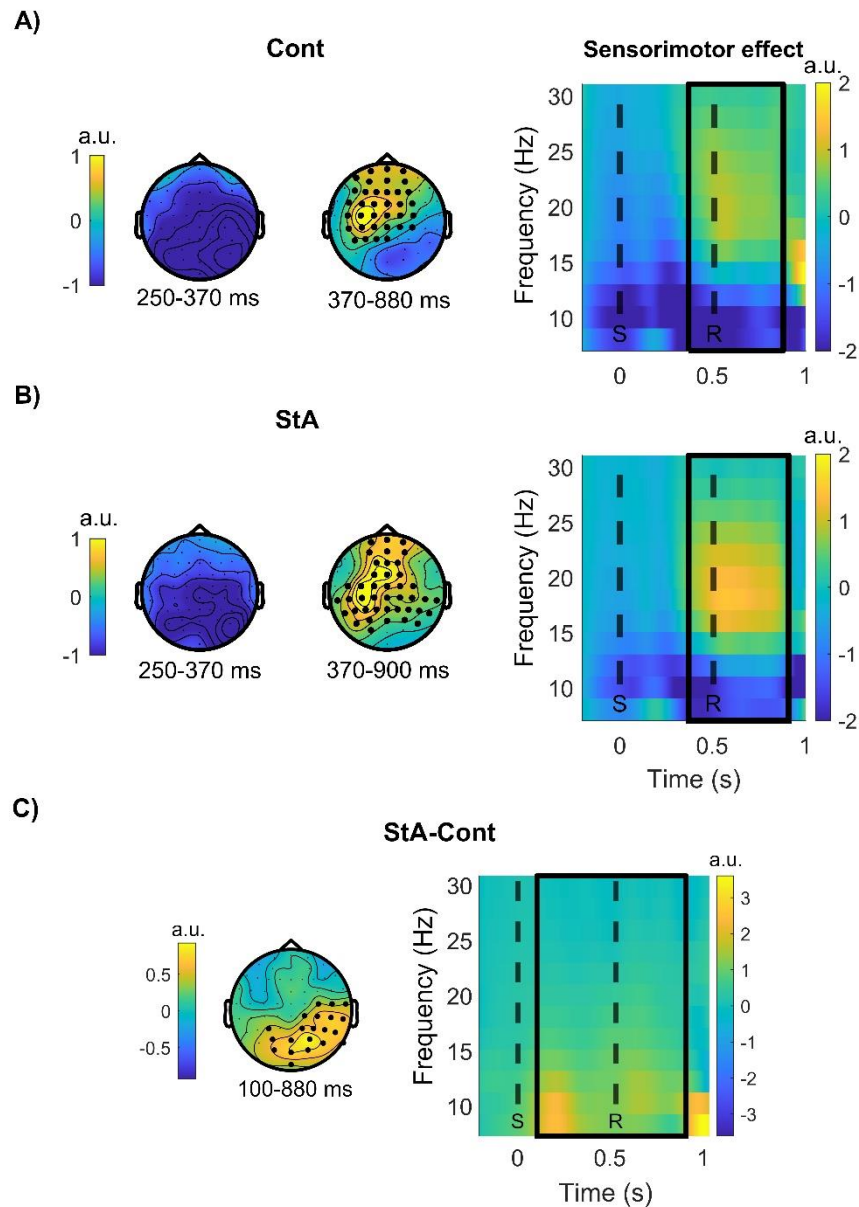 A)
Cont
Sensorimotor effect
a.u.
1
0
-1
250-370 ms
370-880 ms
Frequency (Hz)
30
25
20
15
10
S
R
0
0.5
1
a.u.
2
1
0
-1
-2
B)
StA
a.u.
1
0
-1
250-370 ms
370-900 ms
Frequency (Hz)
30
25
20
15
10
S
R
0
0.5
1
Time (s)
a.u.
2
1
0
-1
-2
C)
StA-Cont
a.u.
0.5
0
-0.5
100-880 ms
Frequency (Hz)
30
25
20
15
10
S
R
0
0.5
1
Time (s)
a.u.
3
2
1
0
-1
-2
-3